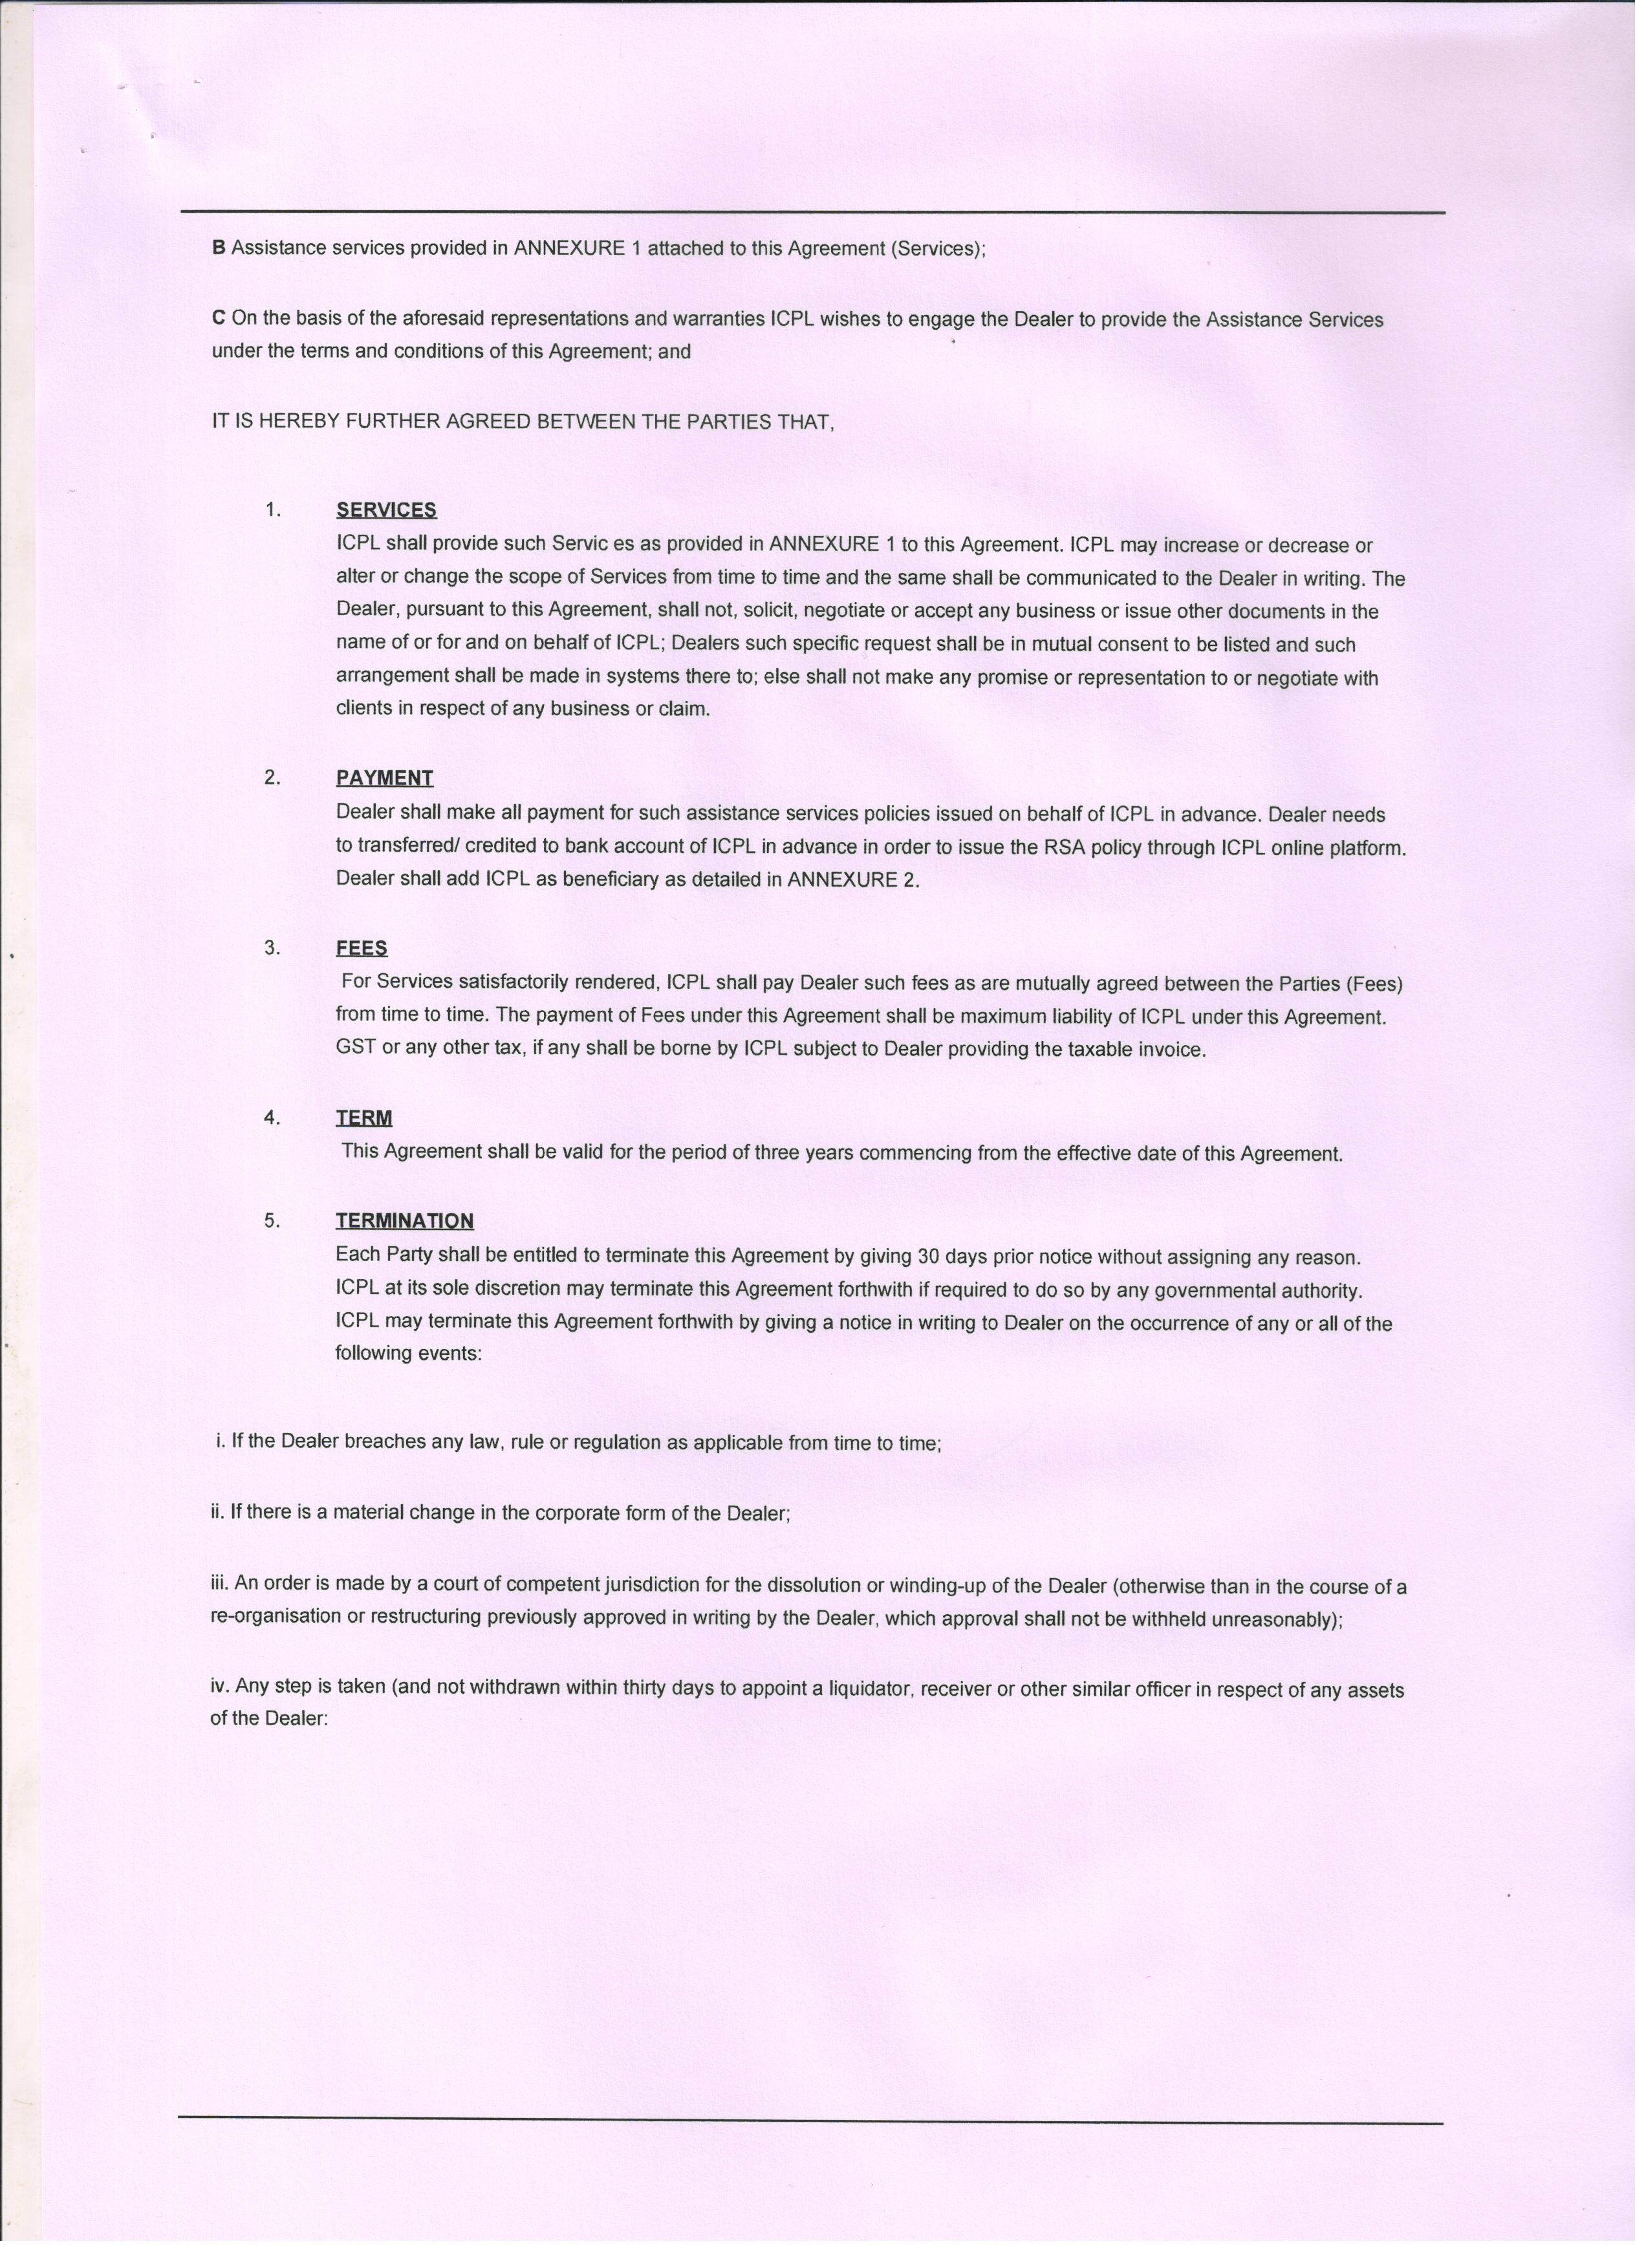 B Assistance services provided in ANNEXURE 1 attached to this Agreement (Services);
C On the basis of the aforesaid representations and warranties ICPL wishes to engage the Dealer to provide the Assistance Services
under the terms and conditions of this Agreement; and
IT IS HEREBY FURTHER AGREED BETWEEN THE PARTIES THAT,
1. SERVICES
ICPL shall provide such Servic es as provided in ANNEXURE 1 to this Agreement. ICPL may increase or decrease or
alter or change the scope of Services from time to time and the same shall be communicated to the Dealer in writing. The
Dealer, pursuant to this Agreement, shall not, solicit, negotiate or accept any business or issue other documents in the
name of or for and on behalf of ICPL; Dealers such specific request shall be in mutual consent to be listed and such
arrangement shall be made in systems there to; else shall not make any promise or representation to or negotiate with
clients in respect of any business or claim.
2. PAYMENT
Dealer shall make all payment for such assistance services policies issued on behalf of ICPL in advance. Dealer needs
to transferred/ credited to bank account of ICPL in advance in order to issue the RSA policy through ICPL online platform.
Dealer shall add ICPL as beneficiary as detailed in ANNEXURE 2.
3. FEES
For Services satisfactorily rendered, ICPL shall pay Dealer such fees as are mutually agreed between the Parties (Fees)
from time to time. The payment of Fees under this Agreement shall be maximum liability of ICPL under this Agreement.
GST or any other tax, if any shall be borne by ICPL subject to Dealer providing the taxable invoice.
4. TERM
This Agreement shall be valid for the period of three years commencing from the effective date of this Agreement.
5. TERMINATION
Each Party shall be entitled to terminate this Agreement by giving 30 days prior notice without assigning any reason.
ICPL at its sole discretion may terminate this Agreement forthwith if required to do so by any governmental authority.
ICPL may terminate this Agreement forthwith by giving a notice in writing to Dealer on the occurrence of any or all of the
following events:
i. If the Dealer breaches any law, rule or regulation as applicable from time to time;
ii. If there is a material change in the corporate form of the Dealer;
iii. An order is made by a court of competent jurisdiction for the dissolution or winding-up of the Dealer (otherwise than in the course of a
re-organisation or restructuring previously approved in writing by the Dealer, which approval shall not be withheld unreasonably);
iv. Any step is taken (and not withdrawn within thirty days to appoint a liquidator, receiver or other similar officer in respect of any assets
of the Dealer: